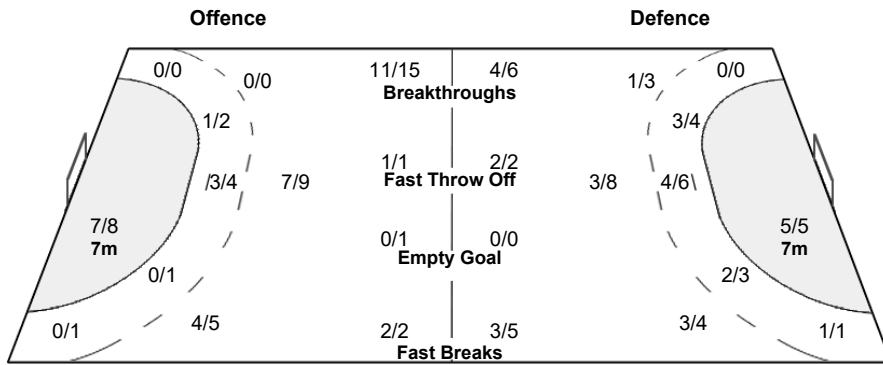 Offence Defence
0/0 0/0 11/15 4/6 1/3 0/0
Breakthroughs
1/2 3/4
1/1 2/2
3/4 7/9 Fast Throw Off 3/8 4/6
7/8 5/5
7m 0/1 0/0 7m
Empty Goal
0/1 2/3
0/1 4/5 2/2 3/5 3/4 1/1
Fast Breaks